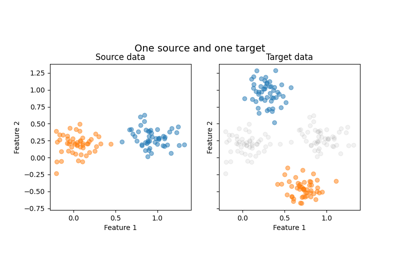 One source and one target
Source data
Target data
Feature 2
1.25
1.00
0.75
0.50
0.25
0.00
−0.25
−0.50
−0.75
0.0
0.5
1.0
Feature 1
Feature 2
0.0
0.5
1.0
Feature 1